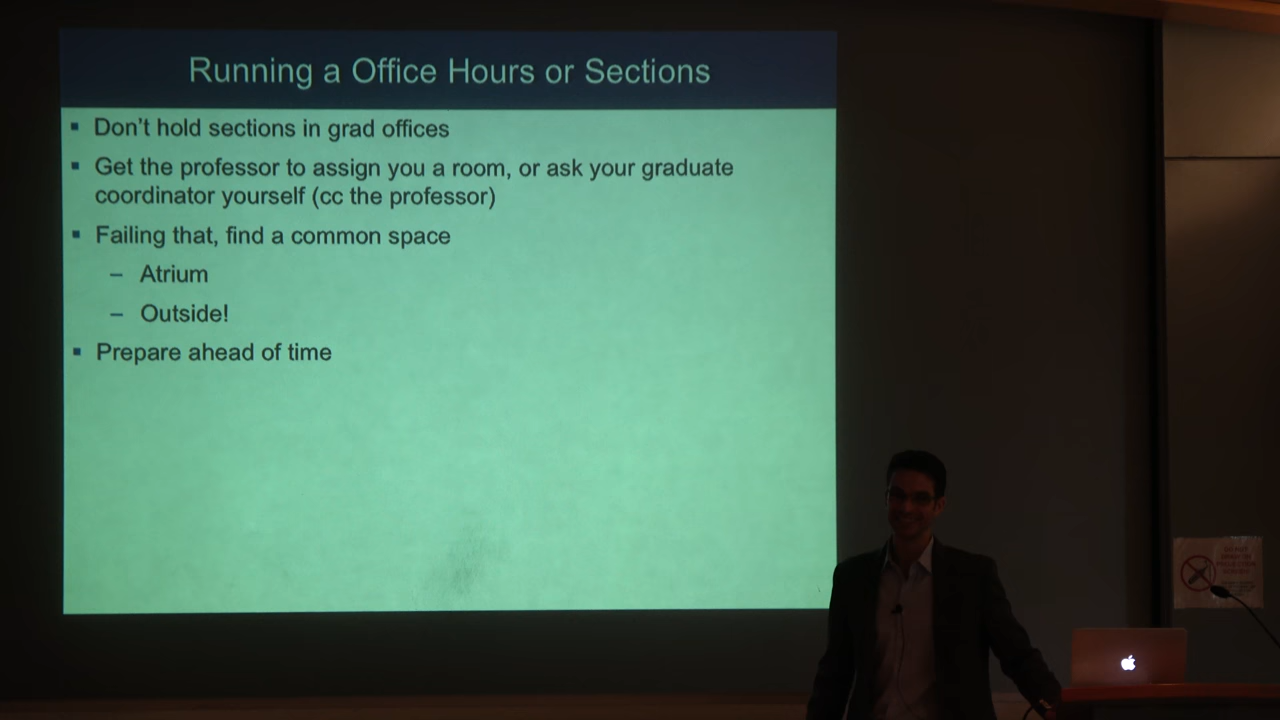 Running a Office Hours or Sections
▪ Don't hold sections in grad offices
▪ Get the professor to assign you a room, or ask your graduate
coordinator yourself (cc the professor)
▪ Failing that, find a common space
– Atrium
– Outside!
▪ Prepare ahead of time